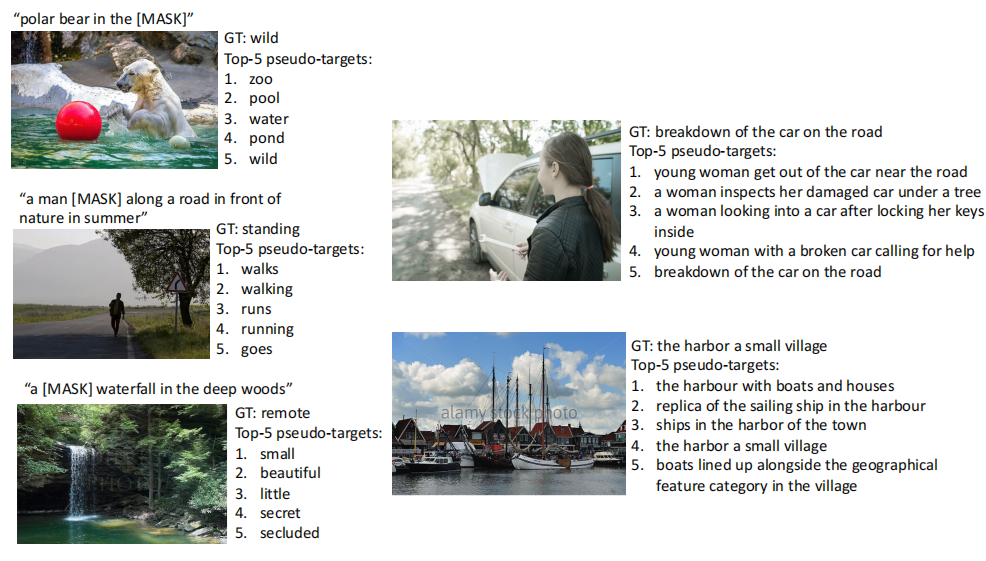 “polar bear in the [MASK]”
GT: wild
Top-5 pseudo-targets:
1. zoo
2. pool
3. water
4. pond
5. wild
“a man [MASK] along a road in front of
nature in summer”
GT: standing
Top-5 pseudo-targets:
1. walks
2. walking
3. runs
4. running
5. goes
“a [MASK] waterfall in the deep woods”
GT: remote
Top-5 pseudo-targets:
1. small
2. beautiful
3. little
4. secret
5. secluded
GT: breakdown of the car on the road
Top-5 pseudo-targets:
1. young woman get out of the car near the road
2. a woman inspects her damaged car under a tree
3. a woman looking into a car after locking her keys
inside
4. young woman with a broken car calling for help
5. breakdown of the car on the road
alamy stock photo
GT: the harbor a small village
Top-5 pseudo-targets:
1. the harbour with boats and houses
2. replica of the sailing ship in the harbour
3. ships in the harbor of the town
4. the harbor a small village
5. boats lined up alongside the geographical
feature category in the village